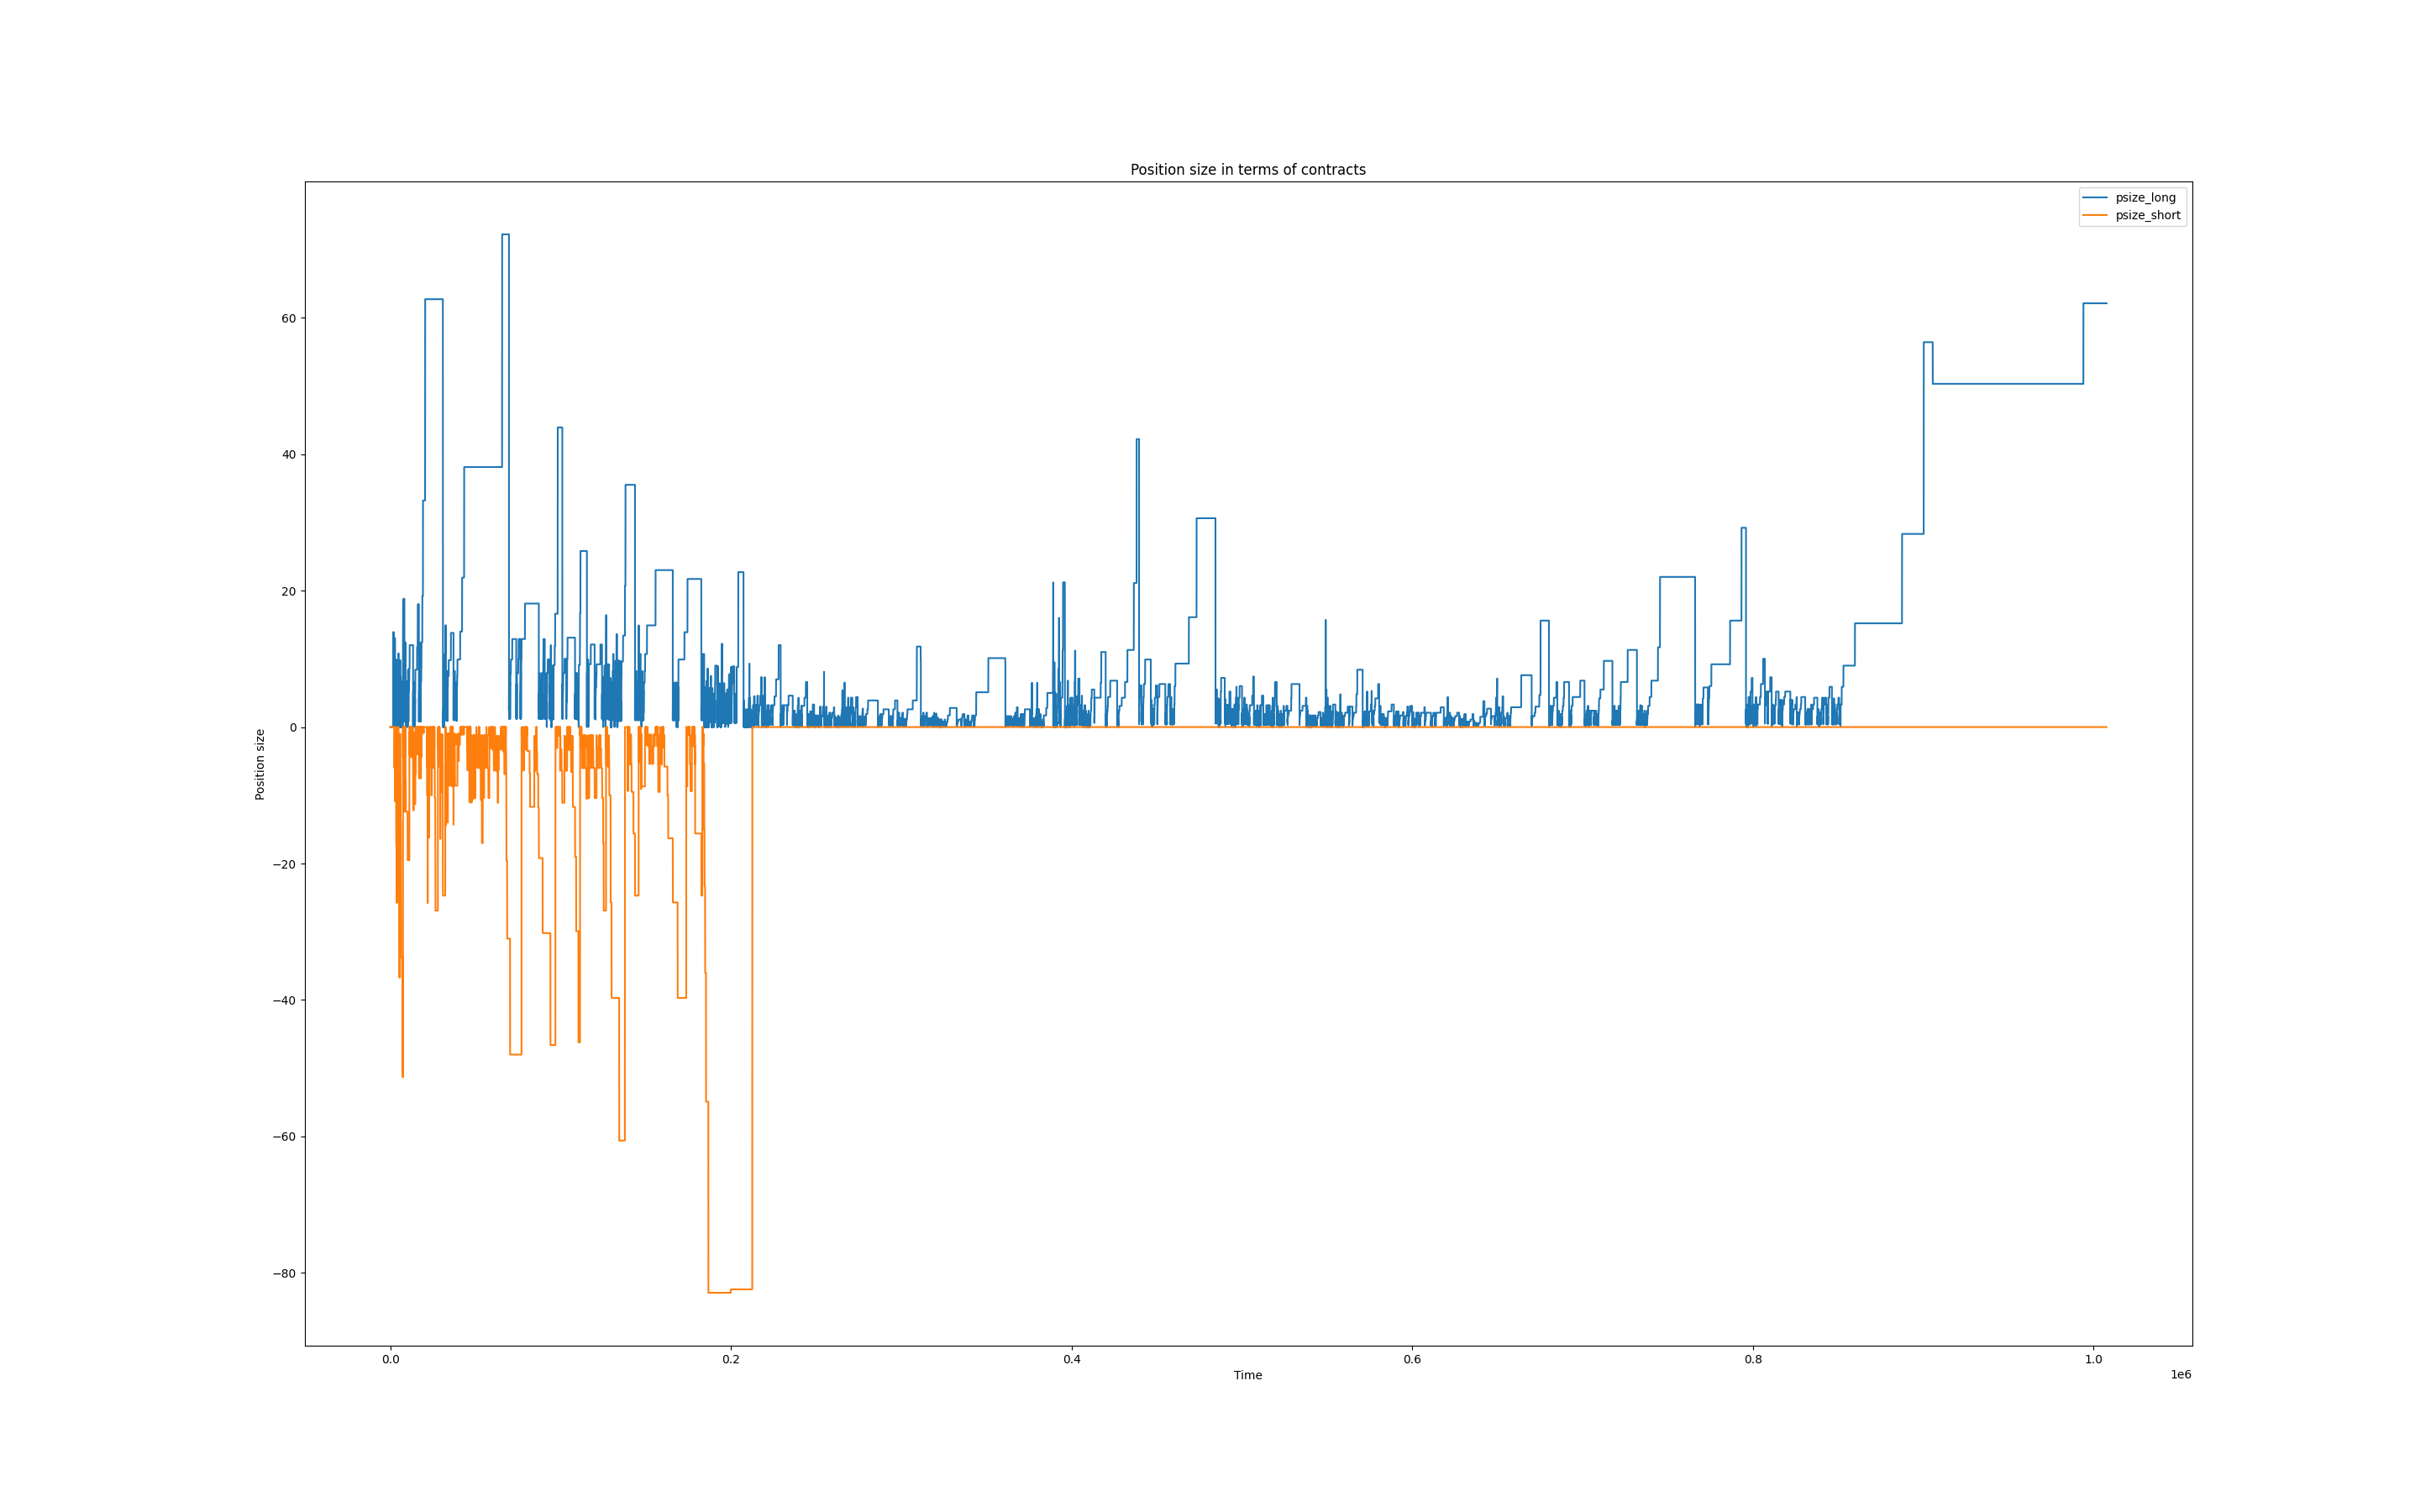 Position size in terms of contracts
psize_long
psize_short
60
40
20
0
−20
−40
−60
−80
Position size
0.0
0.2
0.4
0.6
0.8
1.0
Time
1e6